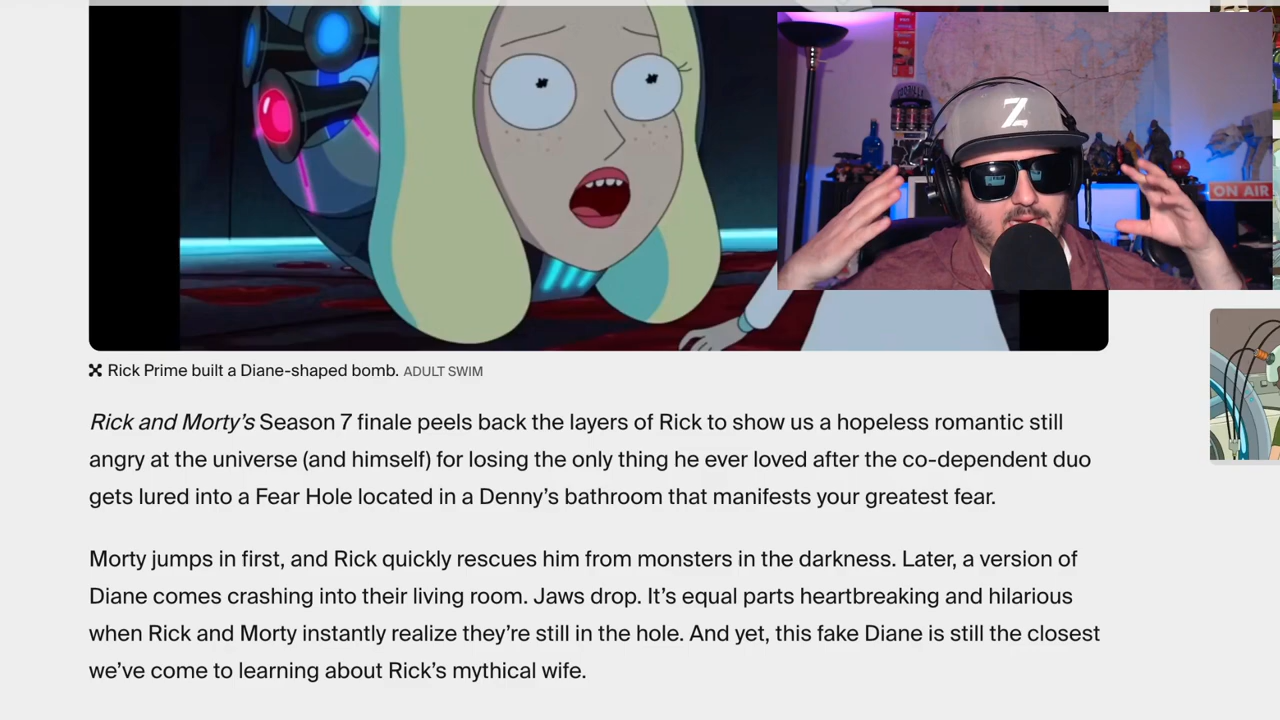 Z
ON AIR
Rick Prime built a Diane-shaped bomb. ADULT SWIM
Rick and Morty’s Season 7 finale peels back the layers of Rick to show us a hopeless romantic still
angry at the universe (and himself) for losing the only thing he ever loved after the co-dependent duo
gets lured into a Fear Hole located in a Denny’s bathroom that manifests your greatest fear.
Morty jumps in first, and Rick quickly rescues him from monsters in the darkness. Later, a version of
Diane comes crashing into their living room. Jaws drop. It’s equal parts heartbreaking and hilarious
when Rick and Morty instantly realize they’re still in the hole. And yet, this fake Diane is still the closest
we’ve come to learning about Rick’s mythical wife.